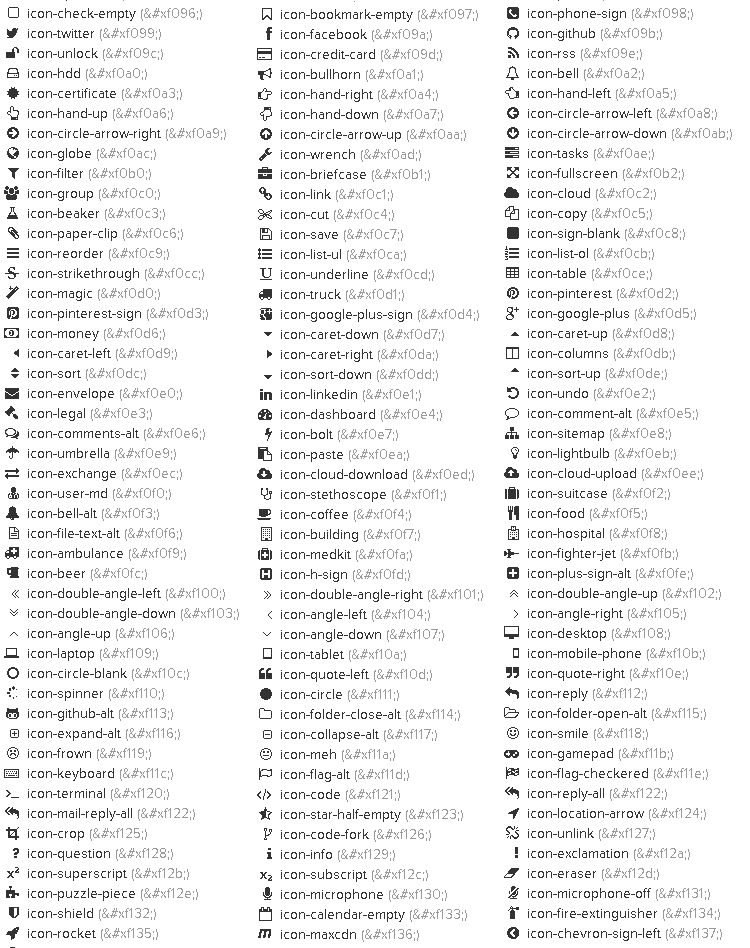 icon-check-empty (&#xf096;) icon-bookmark-empty (&#xf097;) icon-phone-sign (&#xf098;)
icon-twitter (&#xf099;) icon-facebook (&#xf09a;) icon-github (&#xf09b;)
icon-unlock (&#xf09c;) icon-credit-card (&#xf09d;) icon-rss (&#xf09e;)
icon-hdd (&#xf0a0;) icon-bullhorn (&#xf0a1;) icon-bell (&#xf0a2;)
icon-certificate (&#xf0a3;) icon-hand-right (&#xf0a4;) icon-hand-left (&#xf0a5;)
icon-hand-up (&#xf0a6;) icon-hand-down (&#xf0a7;) icon-circle-arrow-left (&#xf0a8;)
icon-circle-arrow-right (&#xf0a9;) icon-circle-arrow-up (&#xf0aa;) icon-circle-arrow-down (&#xf0ab;)
icon-globe (&#xf0ac;) icon-wrench (&#xf0ad;) icon-tasks (&#xf0ae;)
icon-filter (&#xf0b0;) icon-briefcase (&#xf0b1;) icon-fullscreen (&#xf0b2;)
icon-group (&#xf0c0;) icon-link (&#xf0c1;) icon-cloud (&#xf0c2;)
icon-beaker (&#xf0c3;) icon-cut (&#xf0c4;) icon-copy (&#xf0c5;)
icon-paper-clip (&#xf0c6;) icon-save (&#xf0c7;) icon-sign-blank (&#xf0c8;)
icon-reorder (&#xf0c9;) icon-list-ul (&#xf0ca;) icon-list-ol (&#xf0cb;)
icon-strikethrough (&#xf0cc;) icon-underline (&#xf0cd;) icon-table (&#xf0ce;)
icon-magic (&#xf0d0;) icon-truck (&#xf0d1;) icon-pinterest (&#xf0d2;)
icon-pinterest-sign (&#xf0d3;) icon-google-plus-sign (&#xf0d4;) icon-google-plus (&#xf0d5;)
icon-money (&#xf0d6;) icon-caret-down (&#xf0d7;) icon-caret-up (&#xf0d8;)
icon-caret-left (&#xf0d9;) icon-caret-right (&#xf0da;) icon-columns (&#xf0db;)
icon-sort (&#xf0dc;) icon-sort-down (&#xf0dd;) icon-sort-up (&#xf0de;)
icon-envelope (&#xf0e0;) icon-linkedin (&#xf0e1;) icon-undo (&#xf0e2;)
icon-legal (&#xf0e3;) icon-dashboard (&#xf0e4;) icon-comment-alt (&#xf0e5;)
icon-comments-alt (&#xf0e6;) icon-bolt (&#xf0e7;) icon-sitemap (&#xf0e8;)
icon-umbrella (&#xf0e9;) icon-paste (&#xf0ea;) icon-lightbulb (&#xf0eb;)
icon-exchange (&#xf0ec;) icon-cloud-download (&#xf0ed;) icon-cloud-upload (&#xf0ee;)
icon-user-md (&#xf0f0;) icon-stethoscope (&#xf0f1;) icon-suitcase (&#xf0f2;)
icon-bell-alt (&#xf0f3;) icon-coffee (&#xf0f4;) icon-food (&#xf0f5;)
icon-file-text-alt (&#xf0f6;) icon-building (&#xf0f7;) icon-hospital (&#xf0f8;)
icon-ambulance (&#xf0f9;) icon-medkit (&#xf0fa;) icon-fighter-jet (&#xf0fb;)
icon-beer (&#xf0fc;) icon-h-sign (&#xf0fd;) icon-plus-sign-alt (&#xf0fe;)
icon-double-angle-left (&#xf100;) icon-double-angle-right (&#xf101;) icon-double-angle-up (&#xf102;)
icon-double-angle-down (&#xf103;) icon-angle-left (&#xf104;) icon-angle-right (&#xf105;)
icon-angle-up (&#xf106;) icon-angle-down (&#xf107;) icon-desktop (&#xf108;)
icon-laptop (&#xf109;) icon-tablet (&#xf10a;) icon-mobile-phone (&#xf10b;)
icon-circle-blank (&#xf10c;) icon-quote-left (&#xf10d;) icon-quote-right (&#xf10e;)
icon-spinner (&#xf110;) icon-circle (&#xf111;) icon-reply (&#xf112;)
icon-github-alt (&#xf113;) icon-folder-close-alt (&#xf114;) icon-folder-open-alt (&#xf115;)
icon-expand-alt (&#xf116;) icon-collapse-alt (&#xf117;) icon-smile (&#xf118;)
icon-frown (&#xf119;) icon-meh (&#xf11a;) icon-gamepad (&#xf11b;)
icon-keyboard (&#xf11c;) icon-flag-alt (&#xf11d;) icon-flag-checkered (&#xf11e;)
icon-terminal (&#xf120;) icon-code (&#xf121;) icon-reply-all (&#xf122;)
icon-mail-reply-all (&#xf122;) icon-star-half-empty (&#xf123;) icon-location-arrow (&#xf124;)
icon-crop (&#xf125;) icon-code-fork (&#xf126;) icon-unlink (&#xf127;)
icon-question (&#xf128;) icon-info (&#xf129;) icon-exclamation (&#xf12a;)
icon-superscript (&#xf12b;) icon-subscript (&#xf12c;) icon-eraser (&#xf12d;)
icon-puzzle-piece (&#xf12e;) icon-microphone (&#xf130;) icon-microphone-off (&#xf131;)
icon-shield (&#xf132;) icon-calendar-empty (&#xf133;) icon-fire-extinguisher (&#xf134;)
icon-rocket (&#xf135;) icon-maxcdn (&#xf136;) icon-chevron-sign-left (&#xf137;)